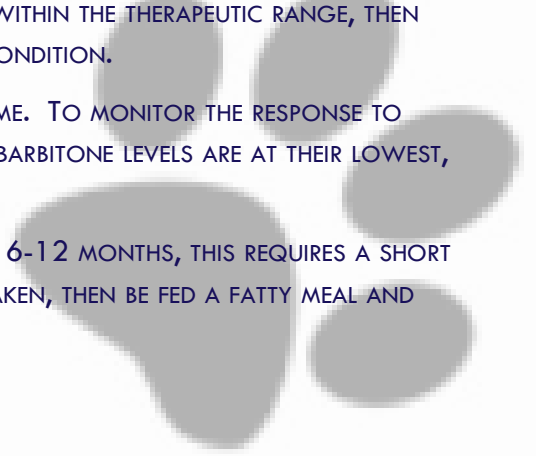 WITHIN THE THERAPEUTIC RANGE, THEN
ONDITION.
ME.  TO MONITOR THE RESPONSE TO
BARBITONE LEVELS ARE AT THEIR LOWEST,
6-12 MONTHS, THIS REQUIRES A SHORT
AKEN, THEN BE FED A FATTY MEAL AND